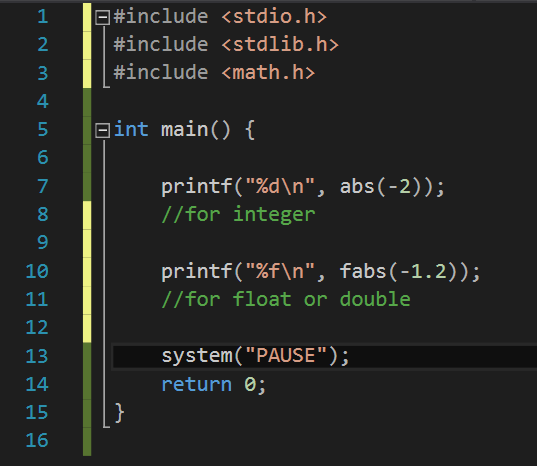 1 #include <stdio.h>
2 #include <stdlib.h>
3 #include <math.h>
4
5 int main() {
6
7 printf("%d\n", abs(-2));
8 //for integer
9
10 printf("%f\n", fabs(-1.2));
11 //for float or double
12
13 system("PAUSE");
14 return 0;
15 }
16